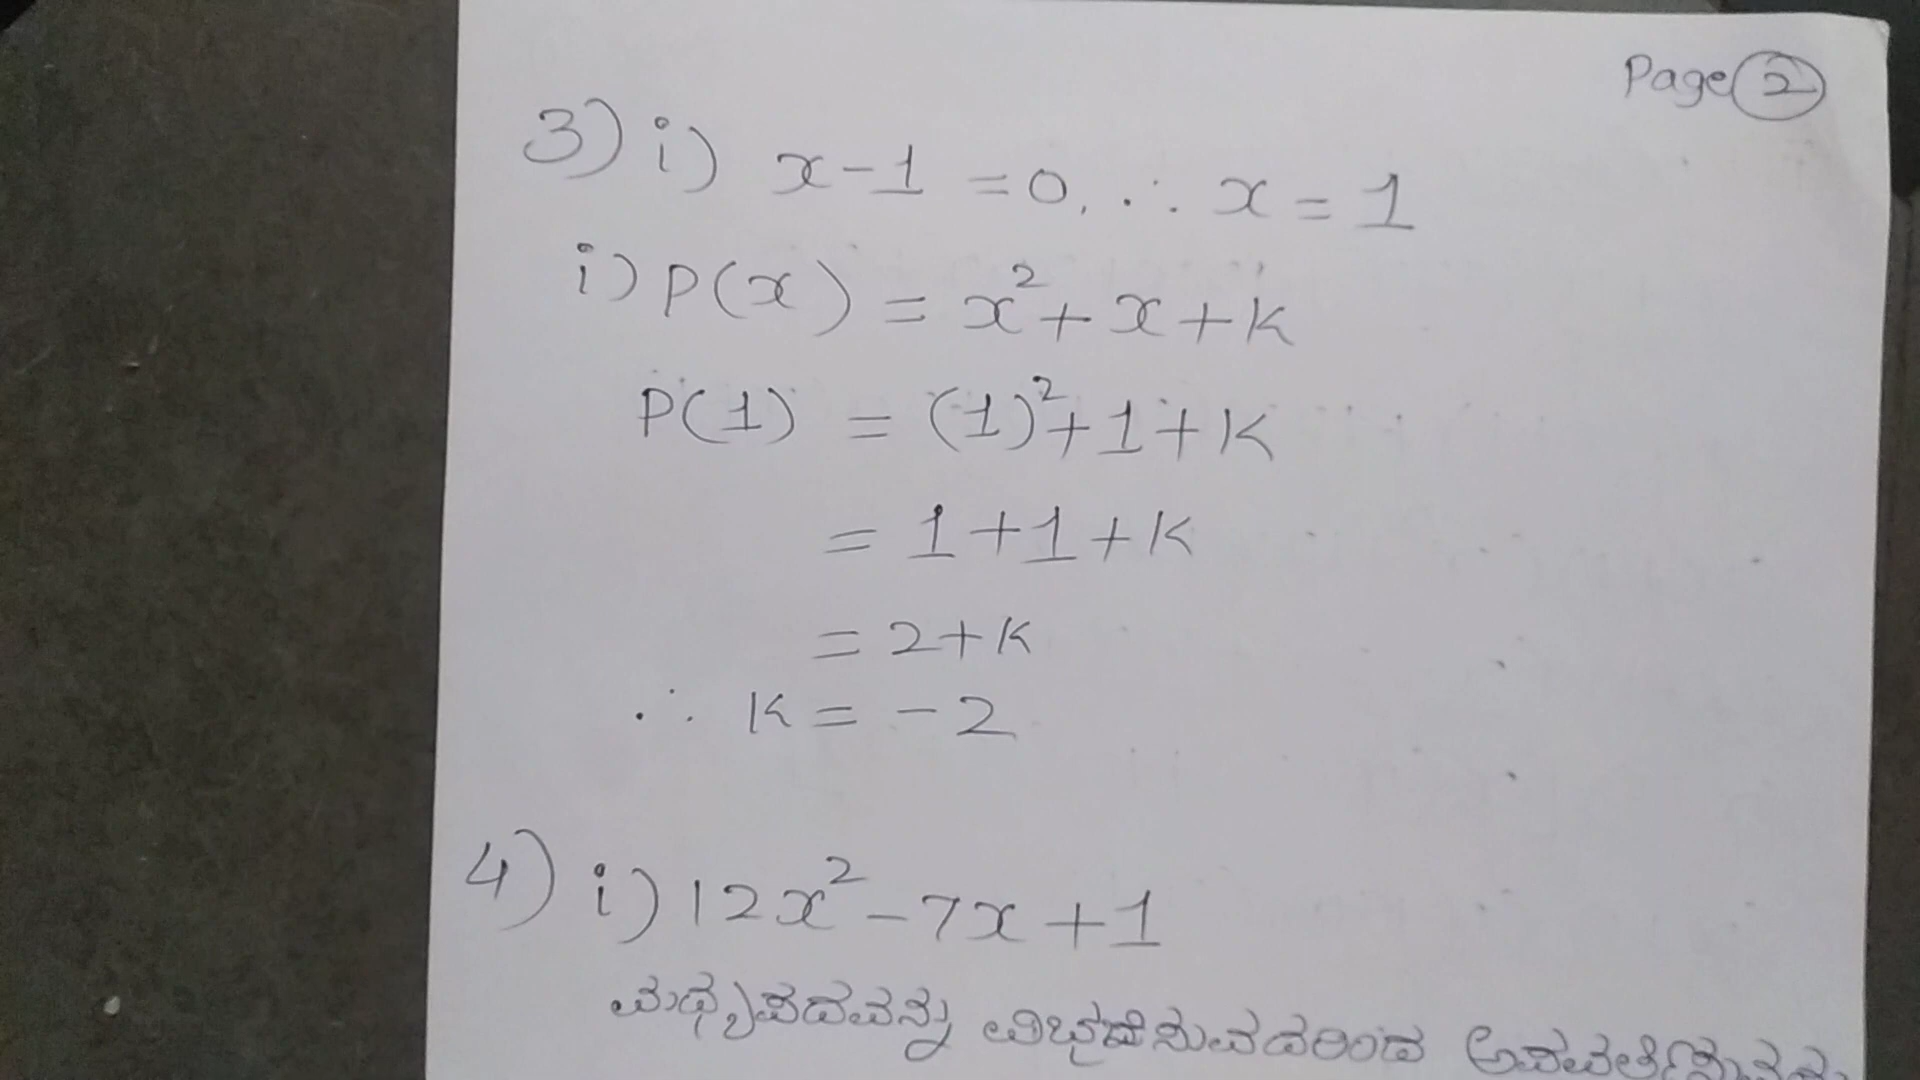 Page 2
3) i) x-1 = 0, ∴ x = 1
i) P(x) = x²+x+k
P(1) = (1)²+1+k
= 1+1+k
= 2+k
∴ k = -2
4) i) 12x²-7x+1
ಮಧ್ಯಪದವನ್ನು